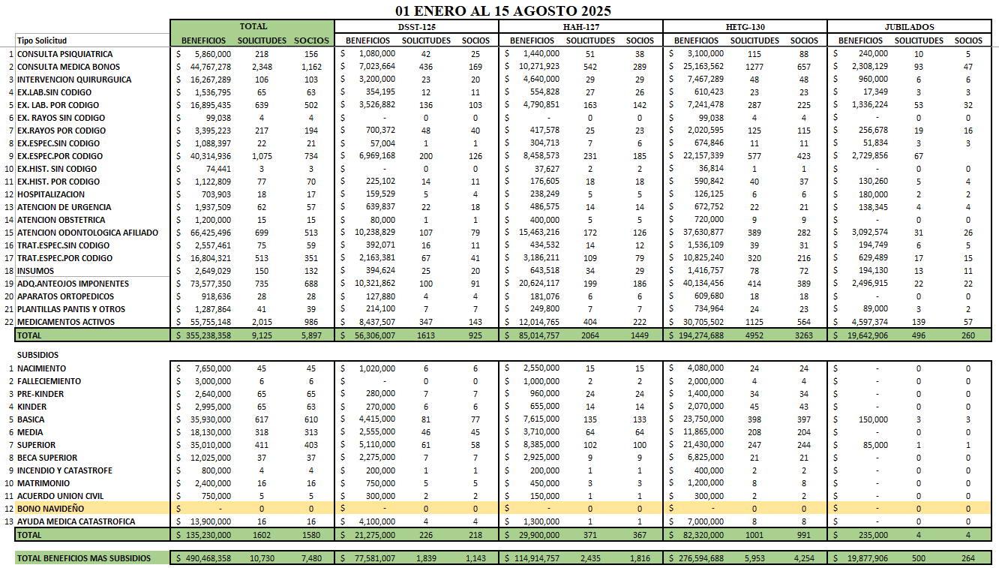 01 ENERO AL 15 AGOSTO 2025
TOTAL DSST-125 HAH-127 HETG-130 JUBILADOS
Tipo Solicitud BENEFICIOS SOLICITUDES SOCIOS BENEFICIOS SOLICITUDES SOCIOS BENEFICIOS SOLICITUDES SOCIOS BENEFICIOS SOLICITUDES SOCIOS BENEFICIOS SOLICITUDES SOCIOS
1 CONSULTA PSIQUIATRICA $ 5,860,000 218 156 $ 1,080,000 42 25 $ 1,440,000 51 38 $ 3,100,000 115 88 $ 240,000 10 5
2 CONSULTA MEDICA BONOS $ 44,767,278 2,348 1,162 $ 7,023,664 436 169 $ 10,271,923 542 289 $ 25,163,562 1277 657 $ 2,308,129 93 47
3 INTERVENCION QUIRURGUICA $ 16,267,289 106 103 $ 3,200,000 23 20 $ 4,640,000 29 29 $ 7,467,289 48 48 $ 960,000 6 6
4 EX.LAB.SIN CODIGO $ 1,536,795 65 63 $ 354,195 12 11 $ 554,828 27 26 $ 610,423 23 23 $ 17,349 3 3
5 EX. LAB. POR CODIGO $ 16,895,435 639 502 $ 3,526,882 136 103 $ 4,790,851 163 142 $ 7,241,478 287 225 $ 1,336,224 53 32
6 EX. RAYOS SIN CODIGO $ 99,038 4 4 $ - 0 0 $ - 0 0 $ 99,038 4 4 $ - 0 0
7 EX.RAYOS POR CODIGO $ 3,395,223 217 194 $ 700,372 48 40 $ 417,578 25 23 $ 2,020,595 125 115 $ 256,678 19 16
8 EX.ESPEC.SIN CODIGO $ 1,088,397 22 21 $ 57,004 1 1 $ 304,713 7 6 $ 674,846 11 11 $ 51,834 3 3
9 EX.ESPEC.POR CODIGO $ 40,314,936 1,075 734 $ 6,969,168 200 126 $ 8,458,573 231 185 $ 22,157,339 577 423 $ 2,729,856 67
10 EX.HIST. SIN CODIGO $ 74,441 3 3 $ - 0 0 $ 37,627 2 2 $ 36,814 1 1 $ - 0 0
11 EX.HIST. POR CODIGO $ 1,122,809 77 70 $ 225,102 14 11 $ 176,605 18 18 $ 590,842 40 37 $ 130,260 5 4
12 HOSPITALIZACION $ 703,903 18 17 $ 159,529 5 4 $ 238,249 5 5 $ 126,125 6 6 $ 180,000 2 2
13 ATENCION DE URGENCIA $ 1,937,509 62 57 $ 639,837 22 18 $ 486,575 14 14 $ 672,752 22 21 $ 138,345 4 4
14 ATENCION OBSTETRICA $ 1,200,000 15 15 $ 80,000 1 1 $ 400,000 5 5 $ 720,000 9 9 $ - 0 0
15 ATENCION ODONTOLOGICA AFILIADO $ 66,425,496 699 513 $ 10,238,829 107 79 $ 15,463,216 172 126 $ 37,630,877 389 282 $ 3,092,574 31 26
16 TRAT.ESPEC.SIN CODIGO $ 2,557,461 75 59 $ 392,071 16 11 $ 434,532 14 12 $ 1,536,109 39 31 $ 194,749 6 5
17 TRAT.ESPEC.POR CODIGO $ 16,804,321 513 351 $ 2,163,381 67 41 $ 3,186,211 109 79 $ 10,825,240 320 216 $ 629,489 17 15
18 INSUMOS $ 2,649,029 150 132 $ 394,624 25 20 $ 643,518 34 29 $ 1,416,757 78 72 $ 194,130 13 11
19 ADQ.ANTEOJOS IMPONENTES $ 73,577,350 735 688 $ 10,321,862 100 91 $ 20,624,117 199 186 $ 40,134,456 414 389 $ 2,496,915 22 22
20 APARATOS ORTOPEDICOS $ 918,636 28 28 $ 127,880 4 4 $ 181,076 6 6 $ 609,680 18 18 $ - 0 0
21 PLANTILLAS PANTIS Y OTROS $ 1,287,864 41 39 $ 214,100 7 7 $ 249,800 7 7 $ 734,964 24 23 $ 89,000 3 2
22 MEDICAMENTOS ACTIVOS $ 55,755,148 2,015 986 $ 8,437,507 347 143 $ 12,014,765 404 222 $ 30,705,502 1125 564 $ 4,597,374 139 57
TOTAL $ 355,238,358 9,125 5,897 $ 56,306,007 1613 925 $ 85,014,757 2064 1449 $ 194,274,688 4952 3263 $ 19,642,906 496 260
SUBSIDIOS
1 NACIMIENTO $ 7,650,000 45 45 $ 1,020,000 6 6 $ 2,550,000 15 15 $ 4,080,000 24 24 $ - 0 0
2 FALLECIEMIENTO $ 3,000,000 6 6 $ - 0 0 $ 1,000,000 2 2 $ 2,000,000 4 4 $ - 0 0
3 PRE-KINDER $ 2,640,000 65 65 $ 280,000 7 7 $ 960,000 24 24 $ 1,400,000 34 34 $ - 0 0
4 KINDER $ 2,995,000 65 63 $ 270,000 6 6 $ 655,000 14 14 $ 2,070,000 45 43 $ - 0 0
5 BASICA $ 35,930,000 617 610 $ 4,415,000 81 77 $ 7,615,000 135 133 $ 23,750,000 398 397 $ 150,000 3 3
6 MEDIA $ 18,130,000 318 313 $ 2,555,000 46 45 $ 3,710,000 64 64 $ 11,865,000 208 204 $ - 0 0
7 SUPERIOR $ 35,010,000 411 403 $ 5,110,000 61 58 $ 8,385,000 102 100 $ 21,430,000 247 244 $ 85,000 1 1
8 BECA SUPERIOR $ 12,025,000 37 37 $ 2,275,000 7 7 $ 2,925,000 9 9 $ 6,825,000 21 21 $ - 0 0
9 INCENDIO Y CATASTROFE $ 800,000 4 4 $ 200,000 1 1 $ 200,000 1 1 $ 400,000 2 2 $ - 0 0
10 MATRIMONIO $ 2,400,000 16 16 $ 750,000 5 5 $ 450,000 3 3 $ 1,200,000 8 8 $ - 0 0
11 ACUERDO UNION CIVIL $ 750,000 5 5 $ 300,000 2 2 $ 150,000 1 1 $ 300,000 2 2 $ - 0 0
12 BONO NAVIDEÑO $ - 0 0 $ - 0 0 $ - 0 0 $ - 0 0 $ - 0 0
13 AYUDA MEDICA CATASTROFICA $ 13,900,000 16 16 $ 4,100,000 4 4 $ 1,300,000 1 1 $ 7,000,000 8 8 $ - 0 0
TOTAL $ 135,230,000 1602 1580 $ 21,275,000 226 218 $ 29,900,000 371 367 $ 82,320,000 1001 991 $ 235,000 4 4
TOTAL BENEFICIOS MAS SUBSIDIOS $ 490,468,358 10,730 7,480 $ 77,581,007 1,839 1,143 $ 114,914,757 2,435 1,816 $ 276,594,688 5,953 4,254 $ 19,877,906 500 264